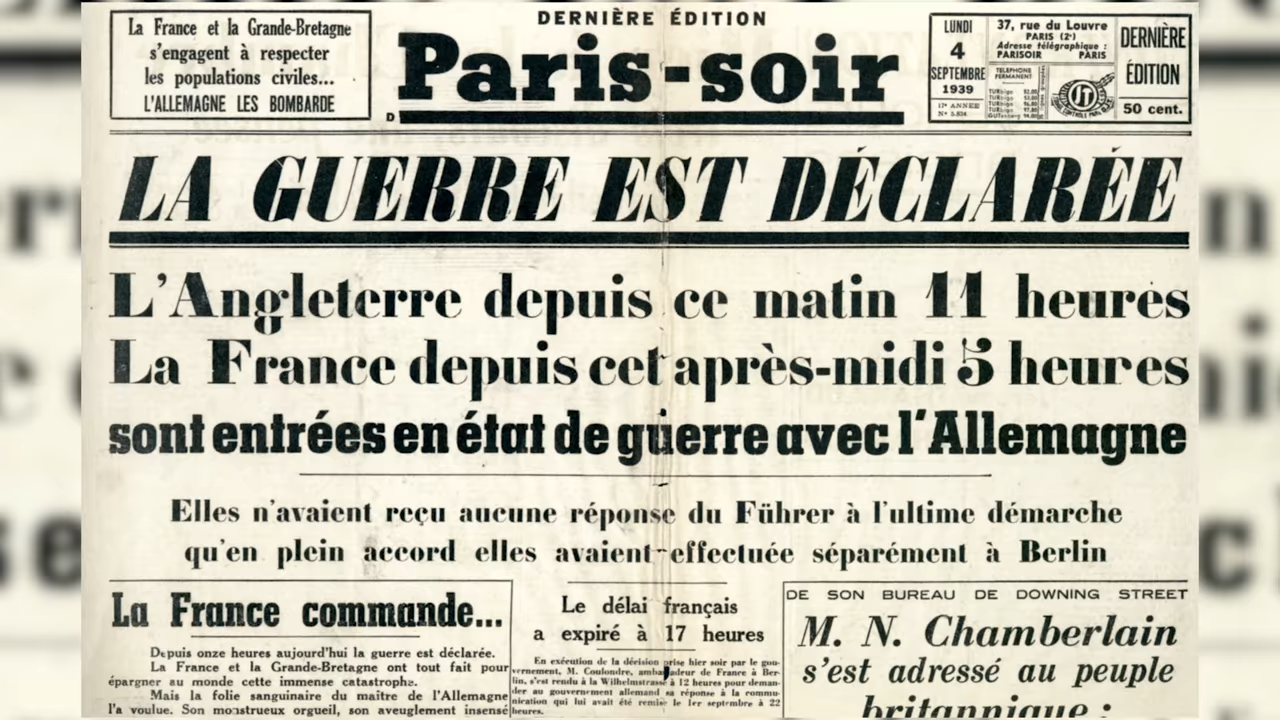 La France et la Grande-Bretagne
s'engagent à respecter
les populations civiles...
L'ALLEMAGNE LES BOMBARDE
DERNIÈRE ÉDITION
Paris-soir
D
LUNDI
4
SEPTEMBRE
1939
17e ANNÉE
37, rue du Louvre
PARIS (2e)
Adresse télégraphique :
PARISOIR PARIS
TELEPHONE
PERMANENT
DERNIÈRE
ÉDITION
50 cent.
LA GUERRE EST DÉCLARÉE
L'Angleterre depuis ce matin 11 heures
La France depuis cet après-midi 5 heures
sont entrées en état de guerre avec l'Allemagne
Elles n'avaient reçu aucune réponse du Führer à l'ultime démarche
qu'en plein accord elles avaient effectuée séparément à Berlin
La France commande...
Depuis onze heures aujourd'hui la guerre est déclarée.
La France et la Grande-Bretagne ont tout fait pour
épargner au monde cette immense catastrophe.
Mais la folie sanguinaire du maître de l'Allemagne
l'a voulue. Son monstrueux orgueil, son aveuglement insensé
Le délai français
a expiré à 17 heures
En exécution de la décision prise hier soir par le gou-
vernement, M. Coulondre, ambassadeur de France à Ber-
lin, s'est rendu à la Wilhelmstrasse à 12 heures pour deman-
der au gouvernement allemand sa réponse à la commu-
nication qui lui avait été remise le 1er septembre à 22
heures.
DE SON BUREAU DE DOWNING STREET
M. N. Chamberlain
s'est adressé au peuple
britannique :